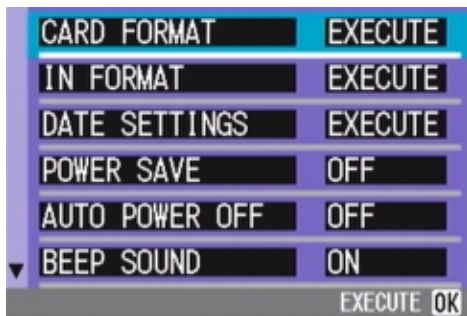 CARD FORMAT EXECUTE
IN FORMAT EXECUTE
DATE SETTINGS EXECUTE
POWER SAVE OFF
AUTO POWER OFF OFF
BEEP SOUND ON
EXECUTE OK